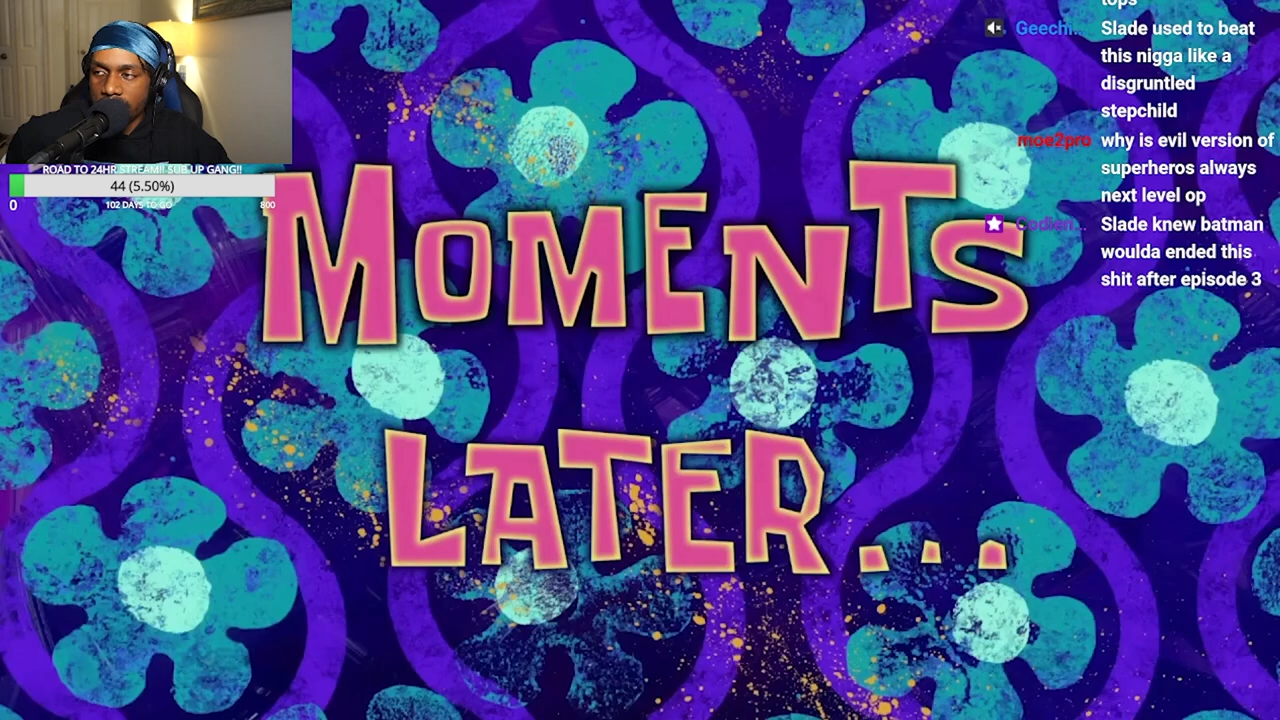 ROAD TO 24HR STREAM!! SUB UP GANG!!
44 (5.50%)
0
102 DAYS TO GO
800
MOMENTS
LATER...
tops
Geechi...
Slade used to beat
this nigga like a
disgruntled
stepchild
moe2pro
why is evil version of
superheros always
next level op
Slade knew batman
woulda ended this
shit after episode 3